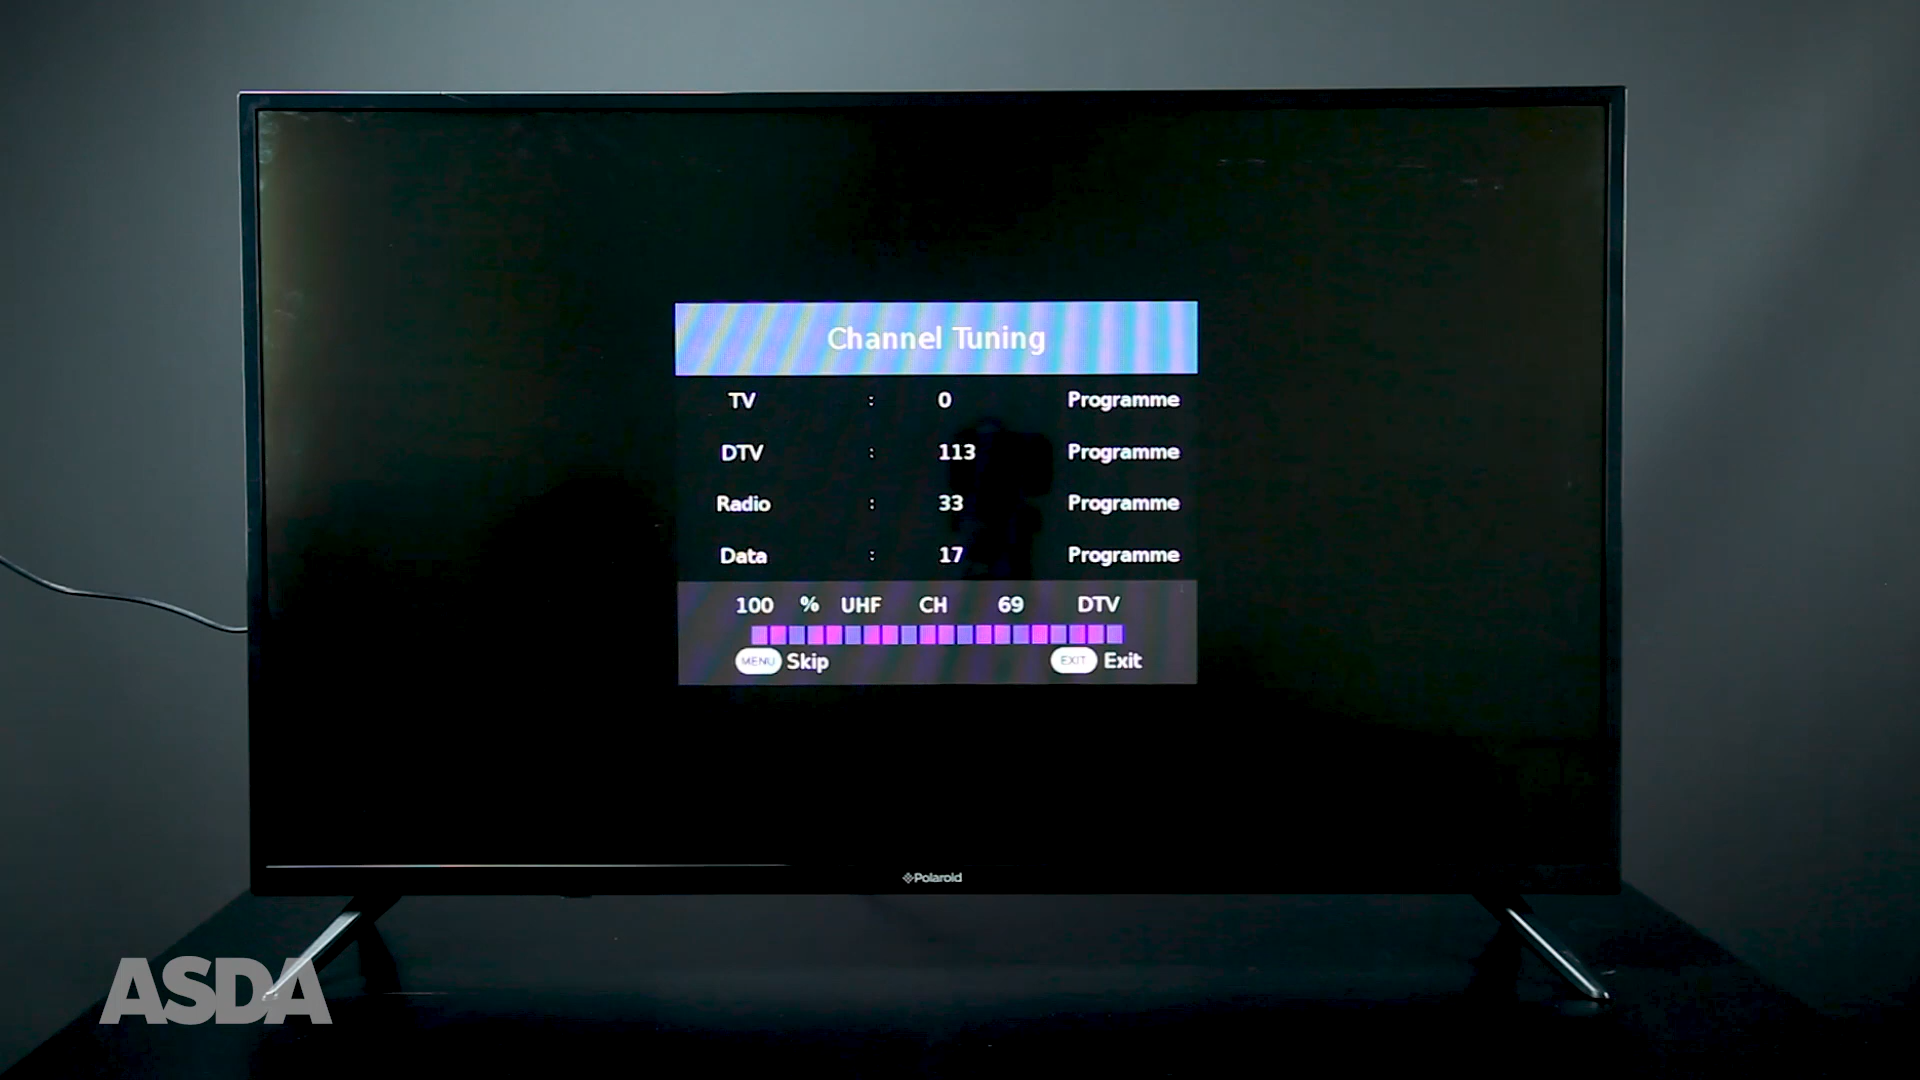 Channel Tuning
TV : 0 Programme
DTV : 113 Programme
Radio : 33 Programme
Data : 17 Programme
100 % UHF CH 69 DTV
MENU Skip EXIT Exit
Polaroid
ASDA